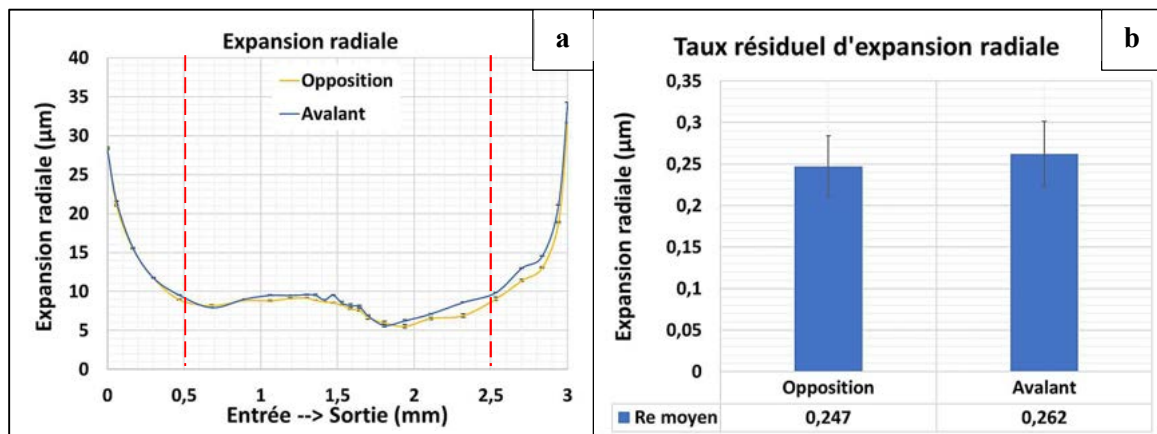 a
Expansion radiale
Opposition
Avalant
Expansion radiale (µm)
40
35
30
25
20
15
10
5
0
0 0,5 1 1,5 2 2,5 3
Entrée --> Sortie (mm)
b
Taux résiduel d'expansion radiale
Expansion radiale (µm)
0,35
0,3
0,25
0,2
0,15
0,1
0,05
0
Opposition Avalant
Re moyen 0,247 0,262